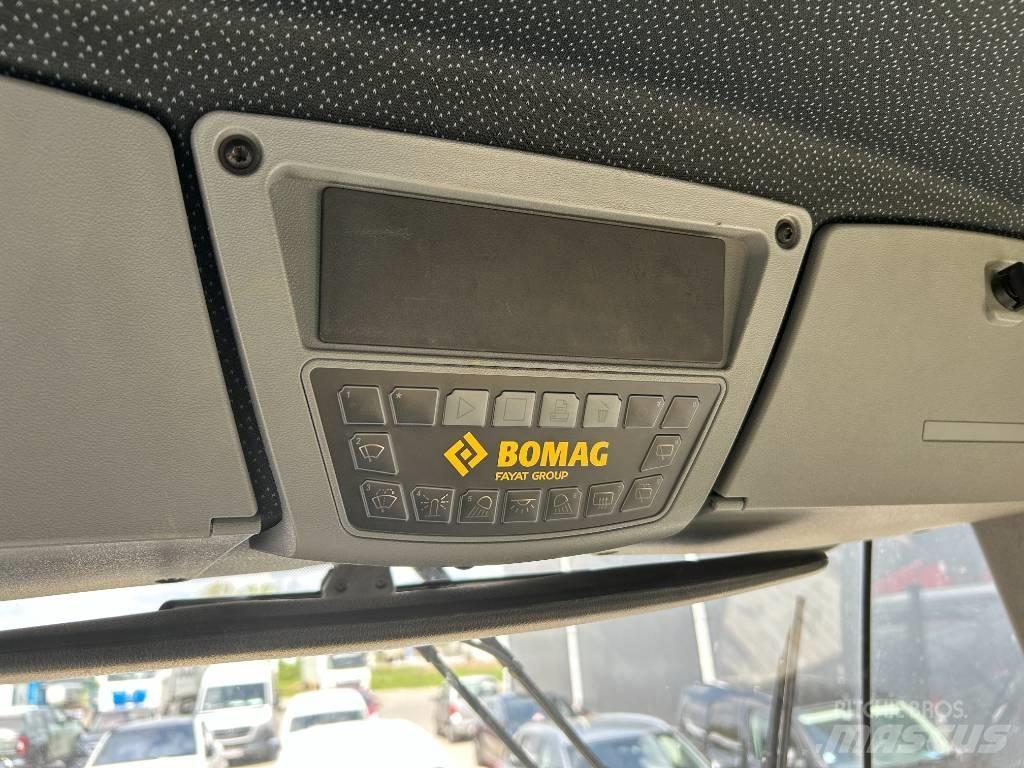 BOMAG
FAYAT GROUP
RITCHIE BROS.
MASCUS